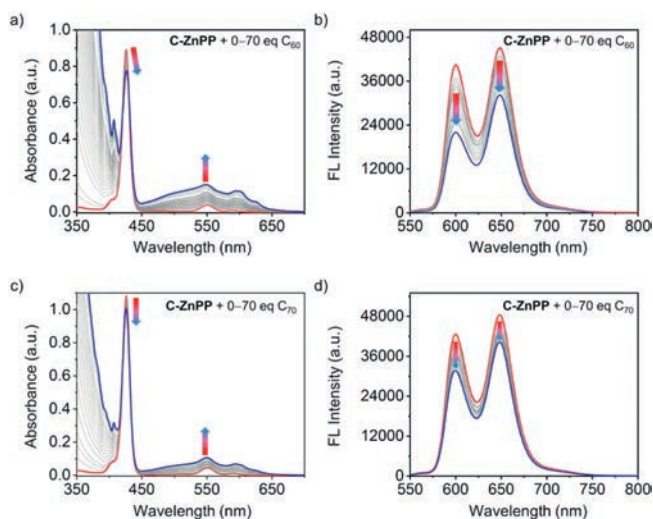 a)
C-ZnPP + 0–70 eq C₆₀
Absorbance (a.u.)
1.0
0.8
0.6
0.4
0.2
0.0
350 450 550 650
Wavelength (nm)
b)
C-ZnPP + 0–70 eq C₆₀
FL Intensity (a.u.)
48000
36000
24000
12000
0
550 600 650 700 750 800
Wavelength (nm)
c)
C-ZnPP + 0–70 eq C₇₀
Absorbance (a.u.)
1.0
0.8
0.6
0.4
0.2
0.0
350 450 550 650
Wavelength (nm)
d)
C-ZnPP + 0–70 eq C₇₀
FL Intensity (a.u.)
48000
36000
24000
12000
0
550 600 650 700 750 800
Wavelength (nm)